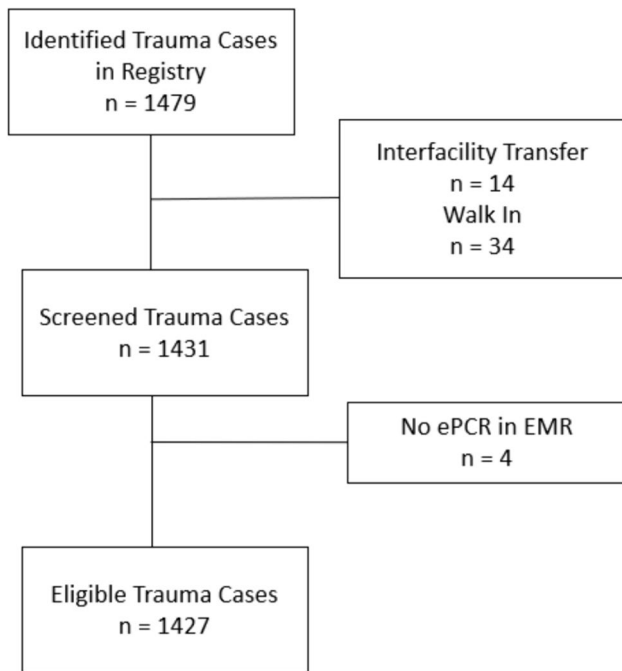 Identified Trauma Cases
in Registry
n = 1479
Interfacility Transfer
n = 14
Walk In
n = 34
Screened Trauma Cases
n = 1431
No ePCR in EMR
n = 4
Eligible Trauma Cases
n = 1427